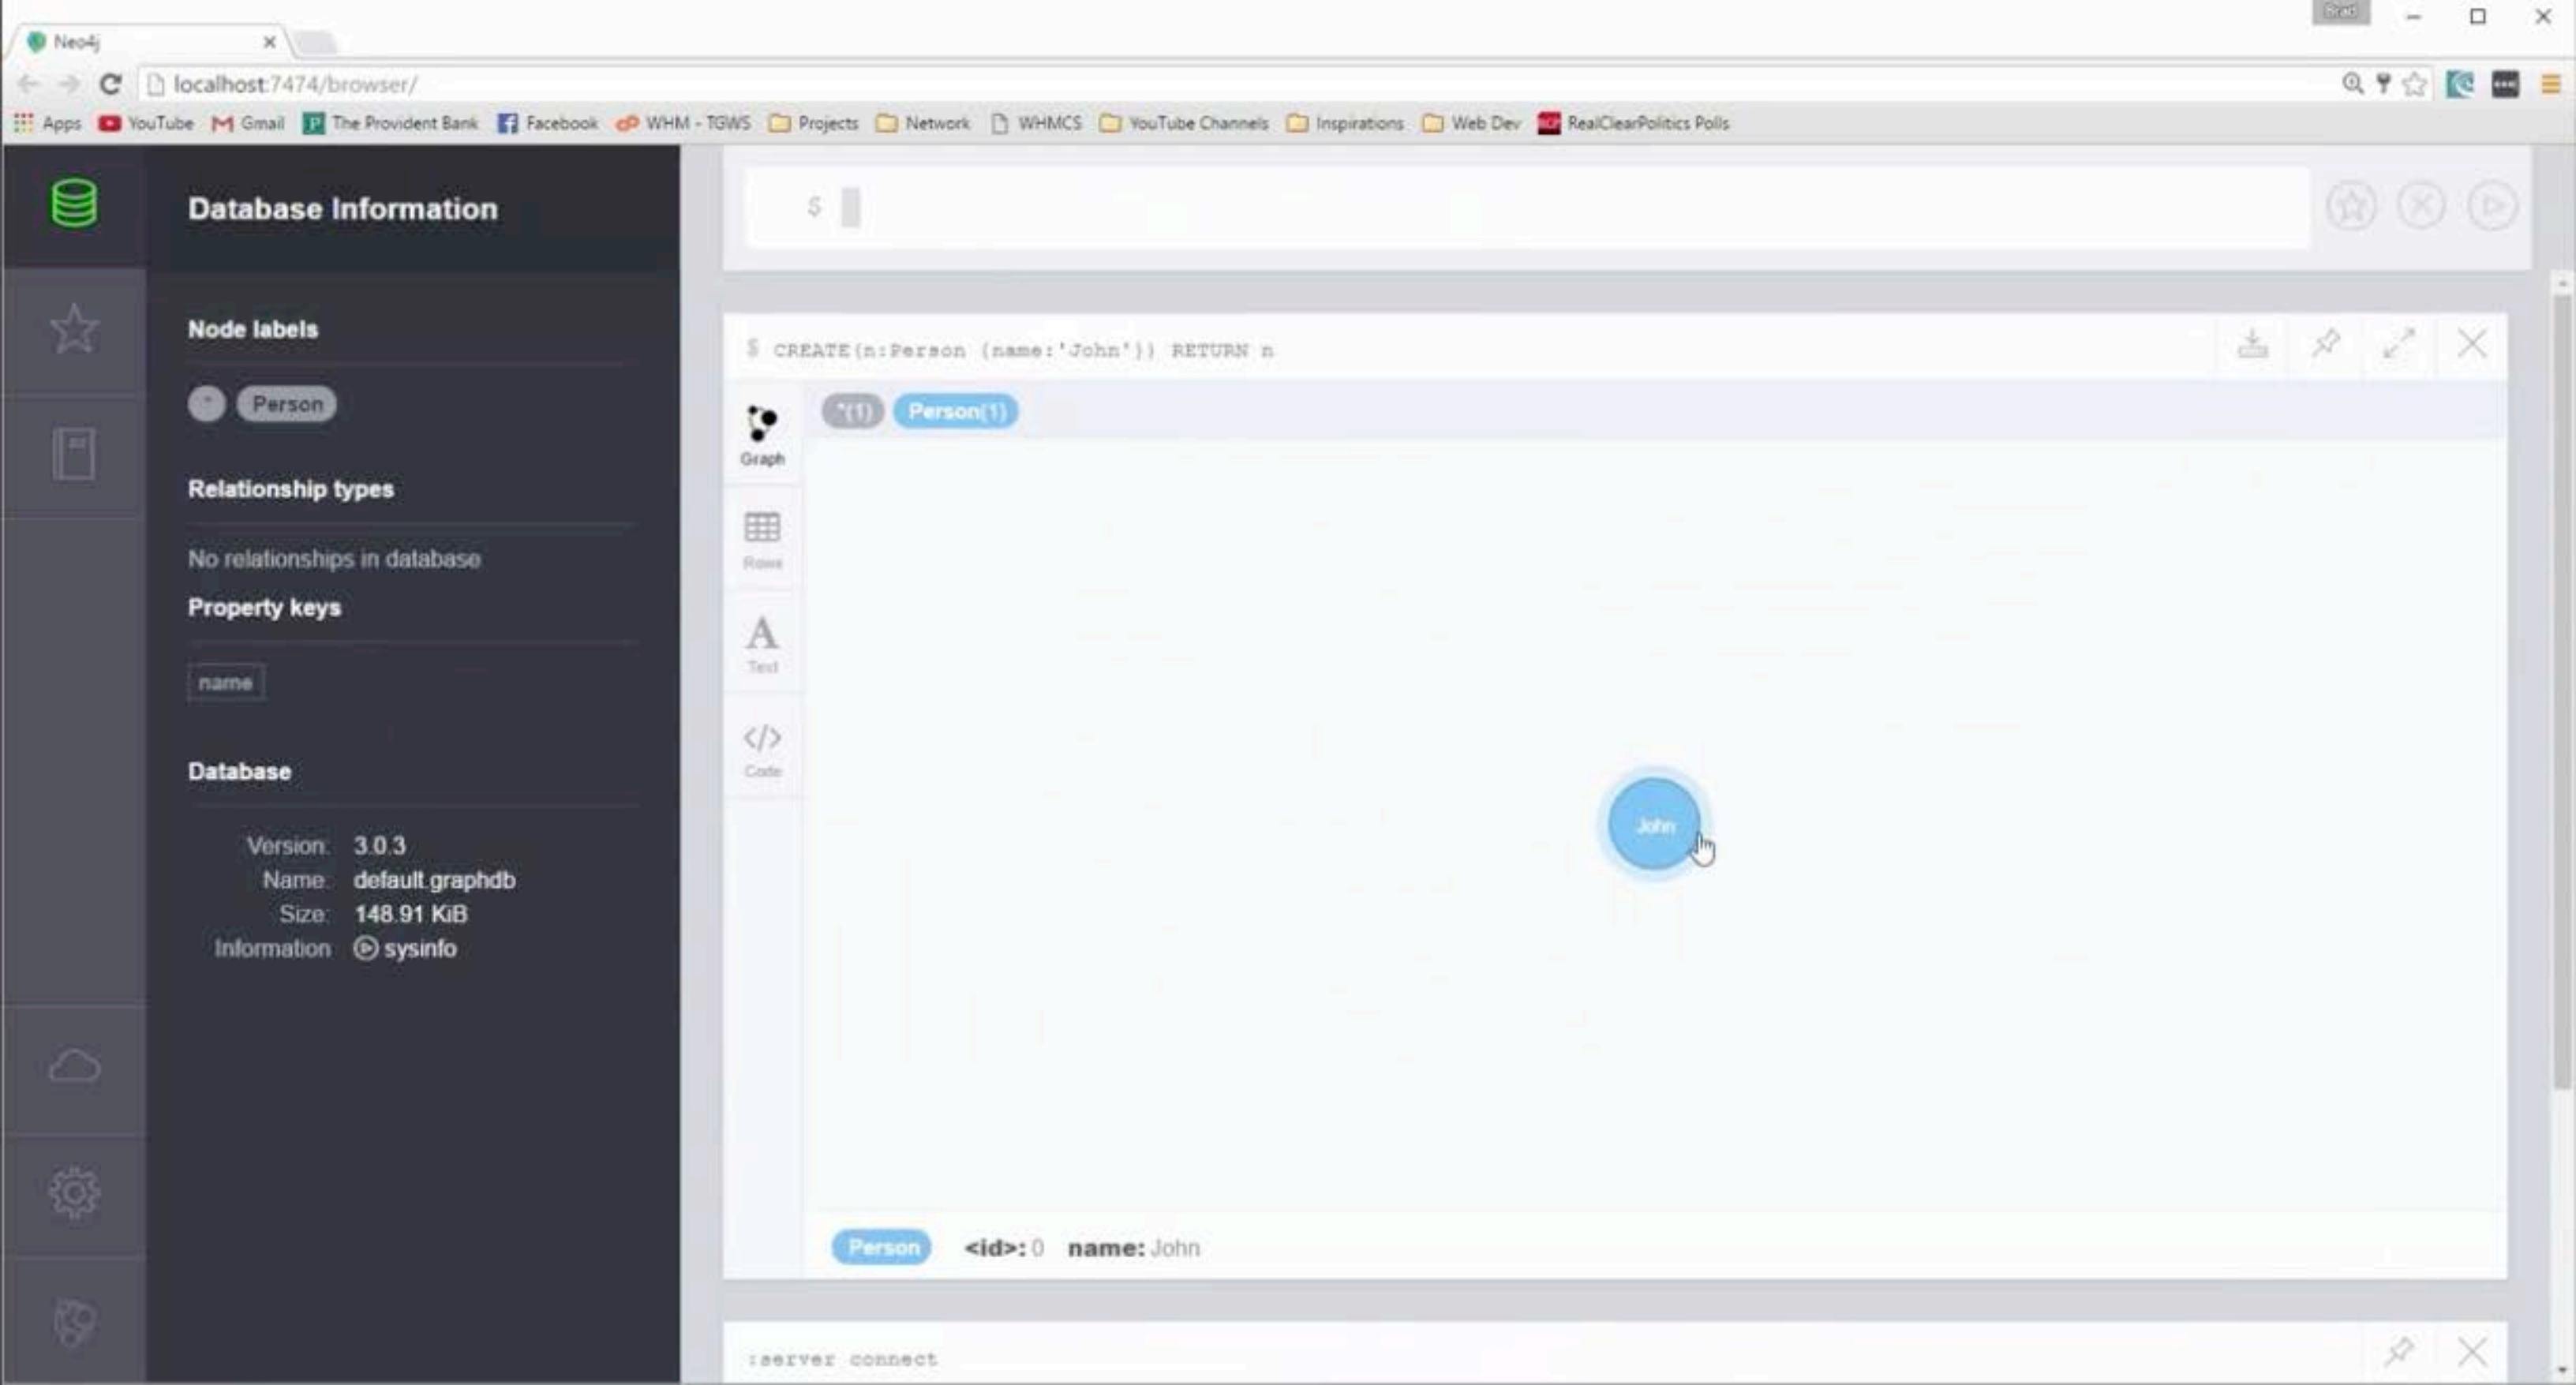 Brad
Neo4j
localhost:7474/browser/
Apps YouTube Gmail The Provident Bank Facebook WHM - TGWS Projects Network WHMCS YouTube Channels Inspirations Web Dev RealClearPolitics Polls
Database Information
$
Node labels
* Person
Relationship types
No relationships in database
Property keys
name
Database
Version: 3.0.3
Name: default.graphdb
Size: 148.91 KiB
Information: sysinfo
$ CREATE(n:Person {name:'John'}) RETURN n
*(1) Person(1)
Graph
Rows
A
Text
</>
Code
John
Person <id>: 0 name: John
:server connect